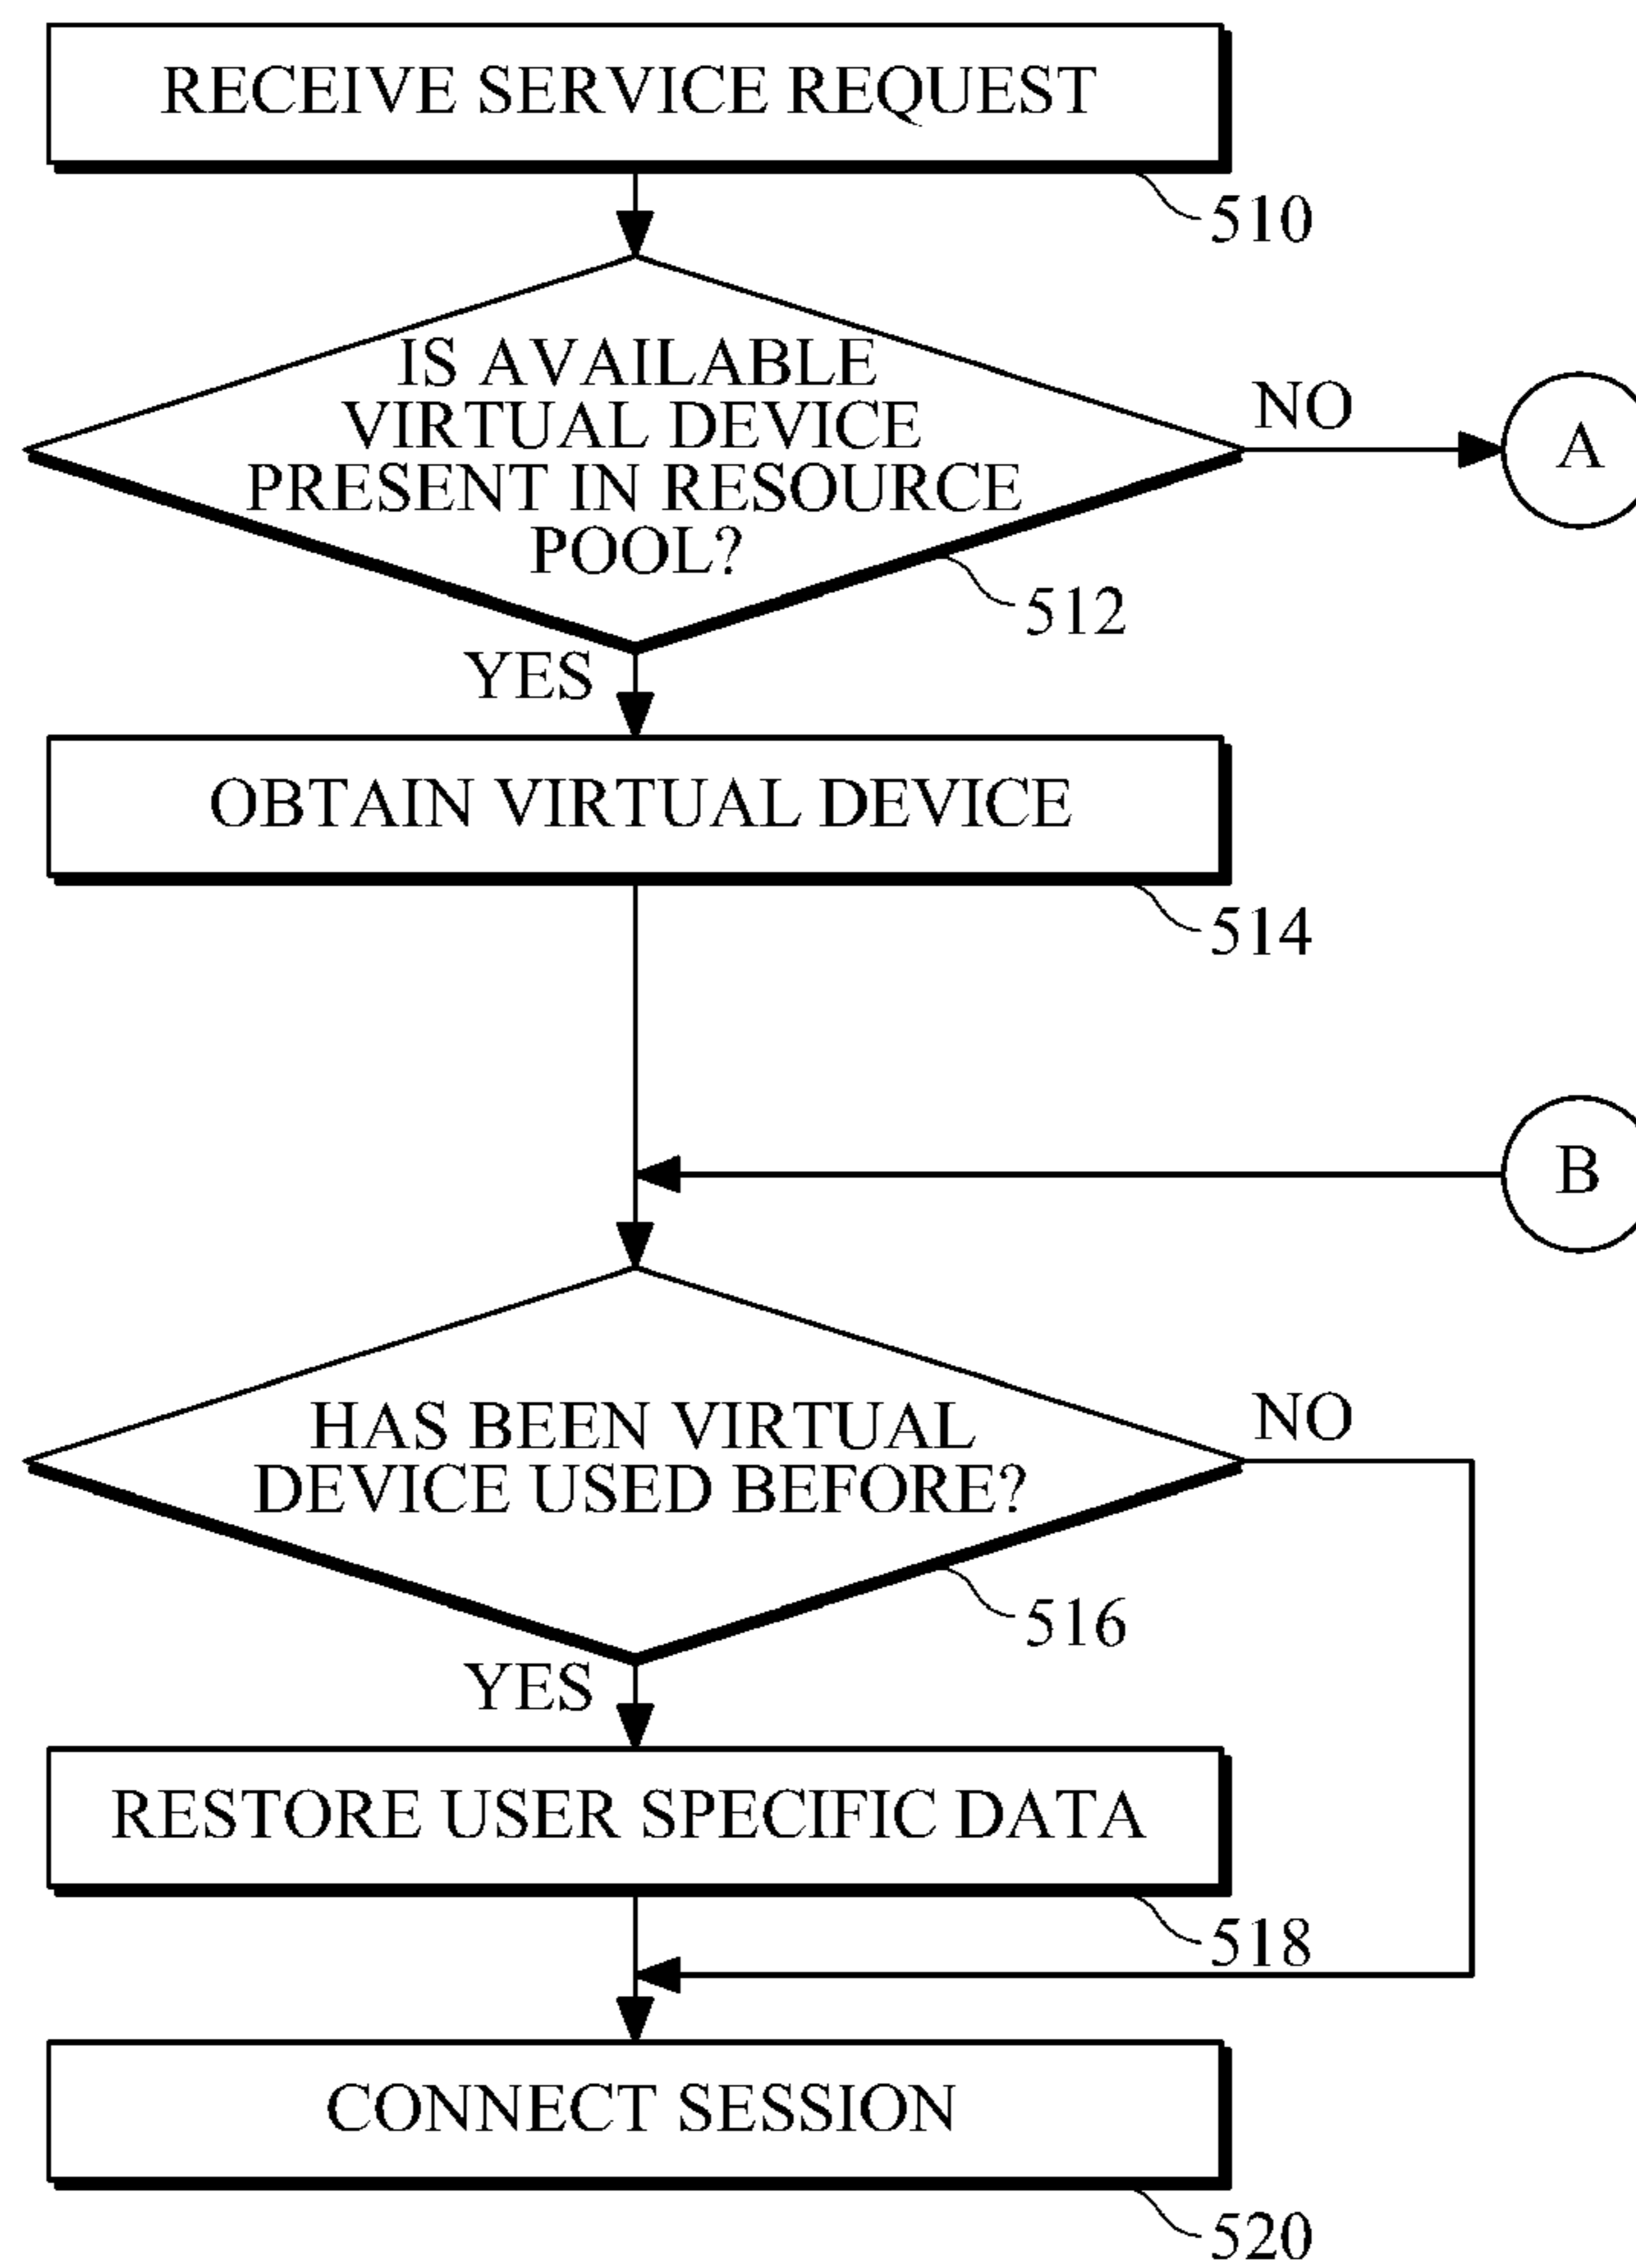 RECEIVE SERVICE REQUEST
510
IS AVAILABLE
VIRTUAL DEVICE
PRESENT IN RESOURCE
POOL?
NO
A
512
YES
OBTAIN VIRTUAL DEVICE
514
B
HAS BEEN VIRTUAL
DEVICE USED BEFORE?
NO
516
YES
RESTORE USER SPECIFIC DATA
518
CONNECT SESSION
520